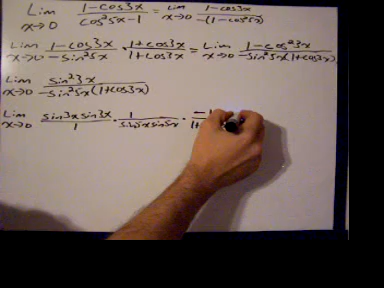 Lim x→0 1-cos3x / cos²5x-1 = Lim x→0 1-cos3x / -(1-cos²5x)
Lim x→0 1-cos3x / -sin²5x · 1+cos3x / 1+cos3x = Lim x→0 1-cos²3x / -sin²5x(1+cos3x)
Lim x→0 sin²3x / -sin²5x(1+cos3x)
Lim x→0 sin3x sin3x / 1 · 1 / sin5x sin5x · -1 / 1+